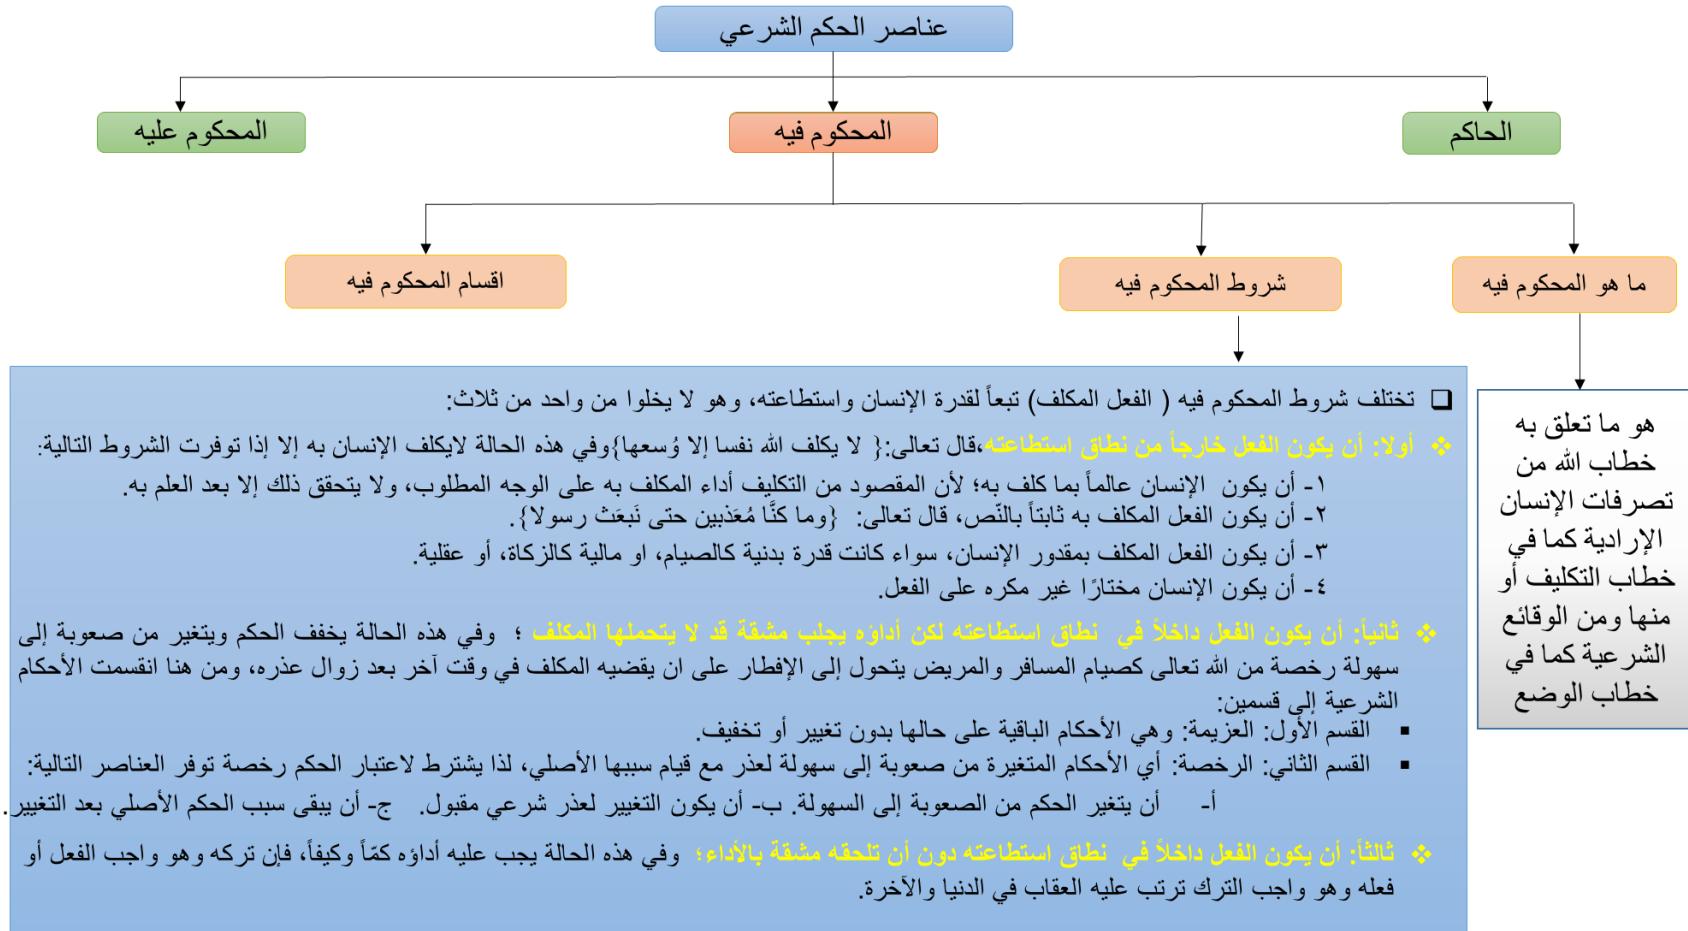 عناصر الحكم الشرعي
الحاكم
المحكوم فيه
المحكوم عليه
ما هو المحكوم فيه
شروط المحكوم فيه
اقسام المحكوم فيه
هو ما تعلق به
خطاب الله من
تصرفات الإنسان
الإرادية كما في
خطاب التكليف أو
منها ومن الوقائع
الشرعية كما في
خطاب الوضع
❑ تختلف شروط المحكوم فيه ( الفعل المكلف) تبعاً لقدرة الإنسان واستطاعته، وهو لا يخلوا من واحد من ثلاث:
❖ أولا: أن يكون الفعل خارجاً من نطاق استطاعته،قال تعالى:{ لا يكلف الله نفسا إلا وُسعها}وفي هذه الحالة لايكلف الإنسان به إلا إذا توفرت الشروط التالية:
١- أن يكون الإنسان عالماً بما كلف به؛ لأن المقصود من التكليف أداء المكلف به على الوجه المطلوب، ولا يتحقق ذلك إلا بعد العلم به.
٢- أن يكون الفعل المكلف به ثابتاً بالنّص، قال تعالى: {وما كنَّا مُعَذبين حتى نَبعَث رسولا}.
٣- أن يكون الفعل المكلف بمقدور الإنسان، سواء كانت قدرة بدنية كالصيام، او مالية كالزكاة، أو عقلية.
٤- أن يكون الإنسان مختارًا غير مكره على الفعل.
❖ ثانياً: أن يكون الفعل داخلاً في نطاق استطاعته لكن أداؤه يجلب مشقة قد لا يتحملها المكلف ؛ وفي هذه الحالة يخفف الحكم ويتغير من صعوبة إلى
سهولة رخصة من الله تعالى كصيام المسافر والمريض يتحول إلى الإفطار على ان يقضيه المكلف في وقت آخر بعد زوال عذره، ومن هنا انقسمت الأحكام
الشرعية إلى قسمين:
▪ القسم الأول: العزيمة: وهي الأحكام الباقية على حالها بدون تغيير أو تخفيف.
▪ القسم الثاني: الرخصة: أي الأحكام المتغيرة من صعوبة إلى سهولة لعذر مع قيام سببها الأصلي، لذا يشترط لاعتبار الحكم رخصة توفر العناصر التالية:
أ- أن يتغير الحكم من الصعوبة إلى السهولة. ب- أن يكون التغيير لعذر شرعي مقبول. ج- أن يبقى سبب الحكم الأصلي بعد التغيير.
❖ ثالثاً: أن يكون الفعل داخلاً في نطاق استطاعته دون أن تلحقه مشقة بالأداء؛ وفي هذه الحالة يجب عليه أداؤه كمّاً وكيفاً، فإن تركه وهو واجب الفعل أو
فعله وهو واجب الترك ترتب عليه العقاب في الدنيا والآخرة.